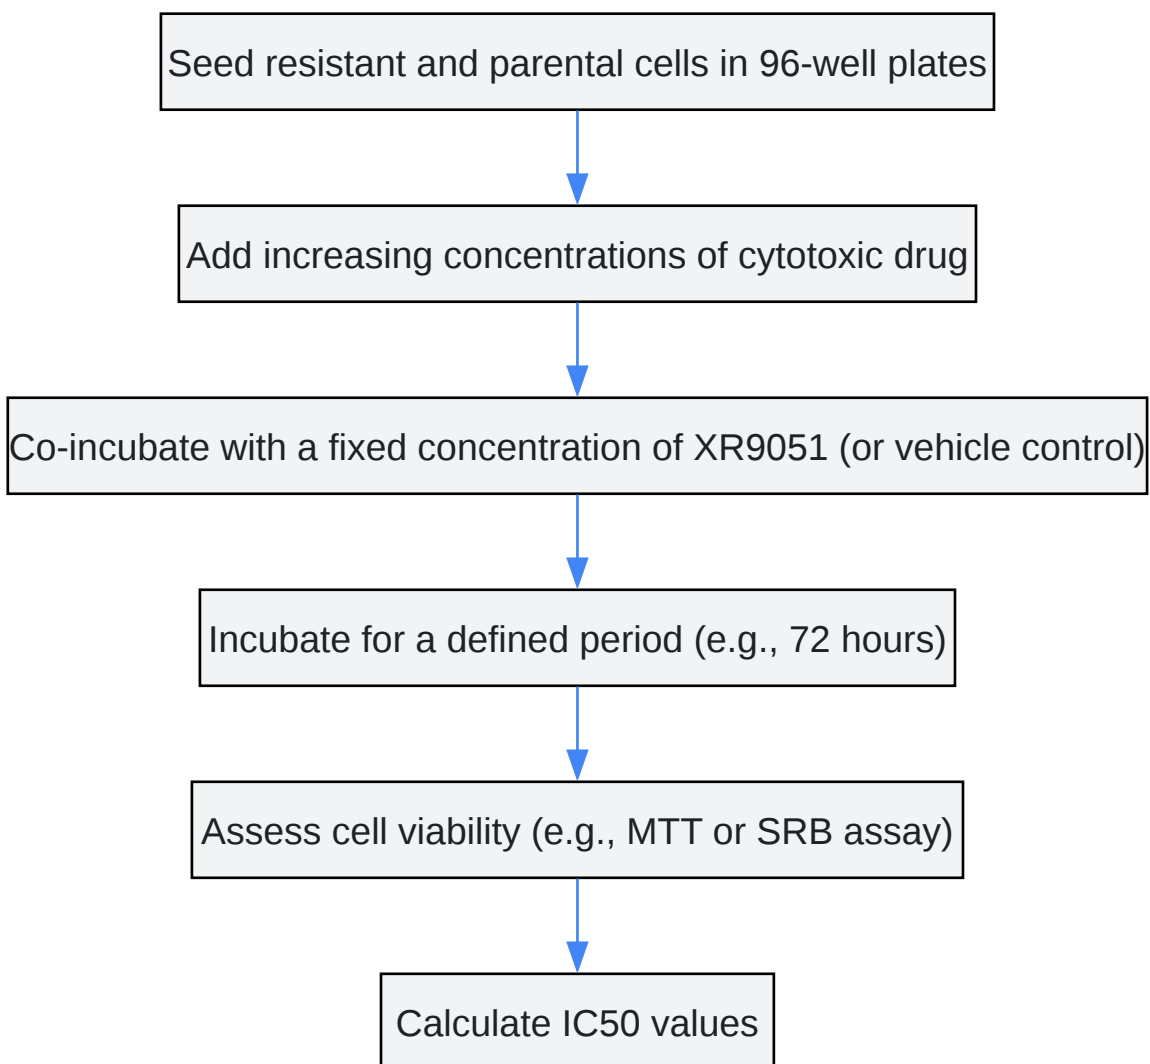 Seed resistant and parental cells in 96-well plates
Add increasing concentrations of cytotoxic drug
Co-incubate with a fixed concentration of XR9051 (or vehicle control)
Incubate for a defined period (e.g., 72 hours)
Assess cell viability (e.g., MTT or SRB assay)
Calculate IC50 values